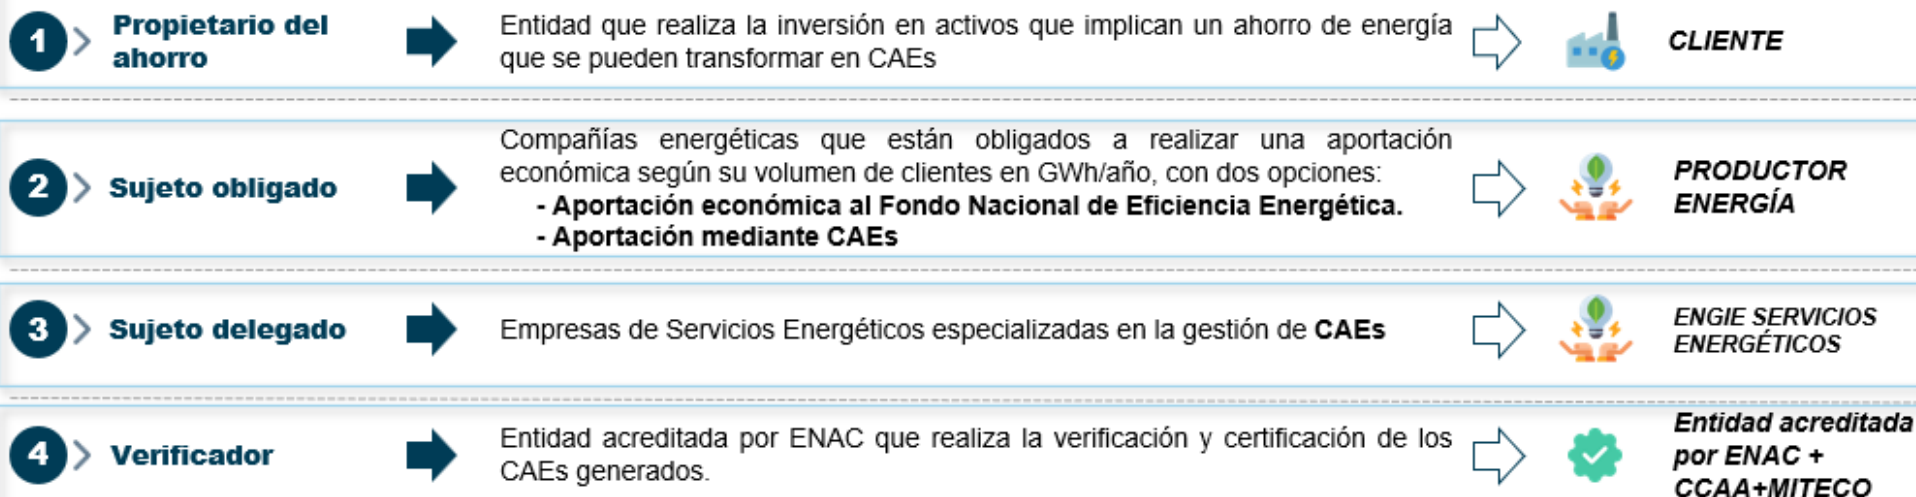 1 Propietario del
ahorro
Entidad que realiza la inversión en activos que implican un ahorro de energía
que se pueden transformar en CAEs
CLIENTE
2 Sujeto obligado
Compañías energéticas que están obligados a realizar una aportación
económica según su volumen de clientes en GWh/año, con dos opciones:
- Aportación económica al Fondo Nacional de Eficiencia Energética.
- Aportación mediante CAEs
PRODUCTOR
ENERGÍA
3 Sujeto delegado
Empresas de Servicios Energéticos especializadas en la gestión de CAEs
ENGIE SERVICIOS
ENERGÉTICOS
4 Verificador
Entidad acreditada por ENAC que realiza la verificación y certificación de los
CAEs generados.
Entidad acreditada
por ENAC +
CCAA+MITECO